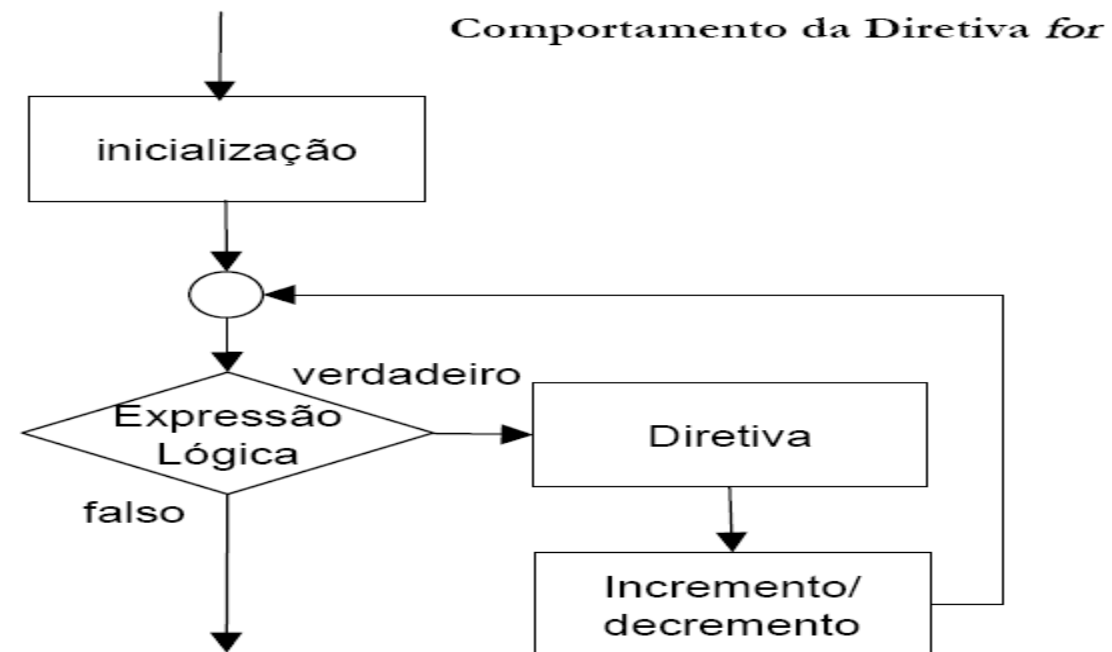 Comportamento da Diretiva for
inicialização
verdadeiro
Expressão
Lógica
Diretiva
falso
Incremento/
decremento